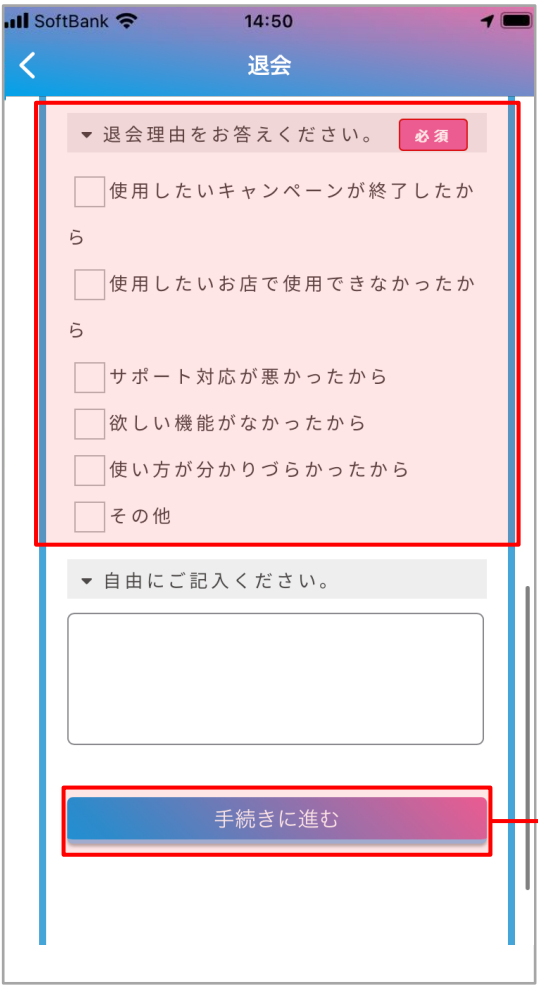 SoftBank 14:50
退会
退会理由をお答えください。 必須
使用したいキャンペーンが終了したか
ら
使用したいお店で使用できなかったか
ら
サポート対応が悪かったから
欲しい機能がなかったから
使い方が分かりづらかったから
その他
自由にご記入ください。
手続きに進む